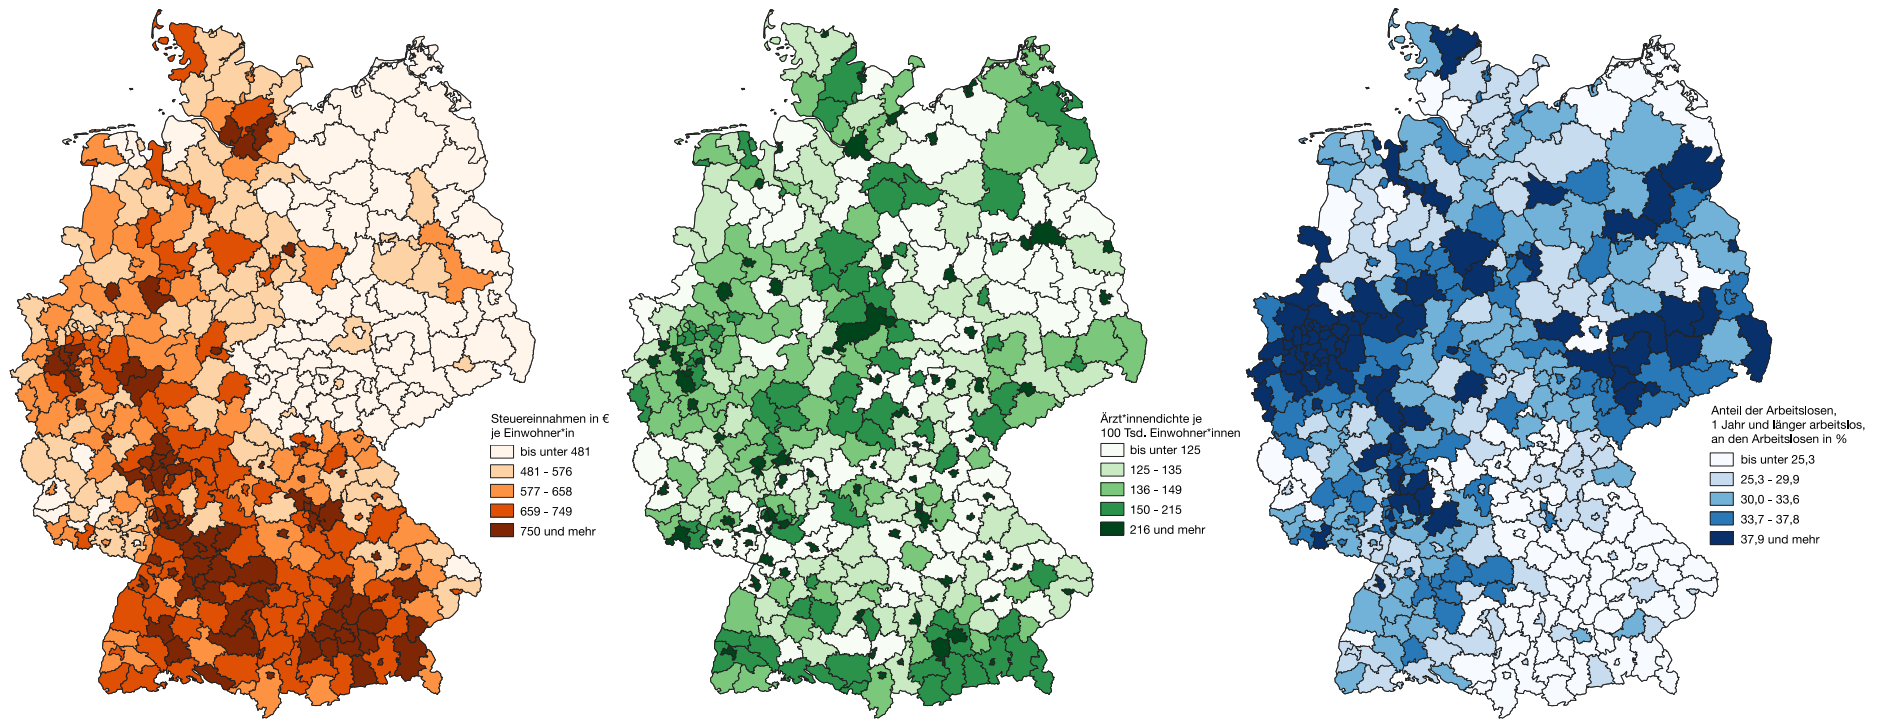 Steuereinnahmen in €
je Einwohner*in
bis unter 481
481 - 576
577 - 658
659 - 749
750 und mehr
Ärzt*innendichte je
100 Tsd. Einwohner*innen
bis unter 125
125 - 135
136 - 149
150 - 215
216 und mehr
Anteil der Arbeitslosen,
1 Jahr und länger arbeitslos,
an den Arbeitslosen in %
bis unter 25,3
25,3 - 29,9
30,0 - 33,6
33,7 - 37,8
37,9 und mehr